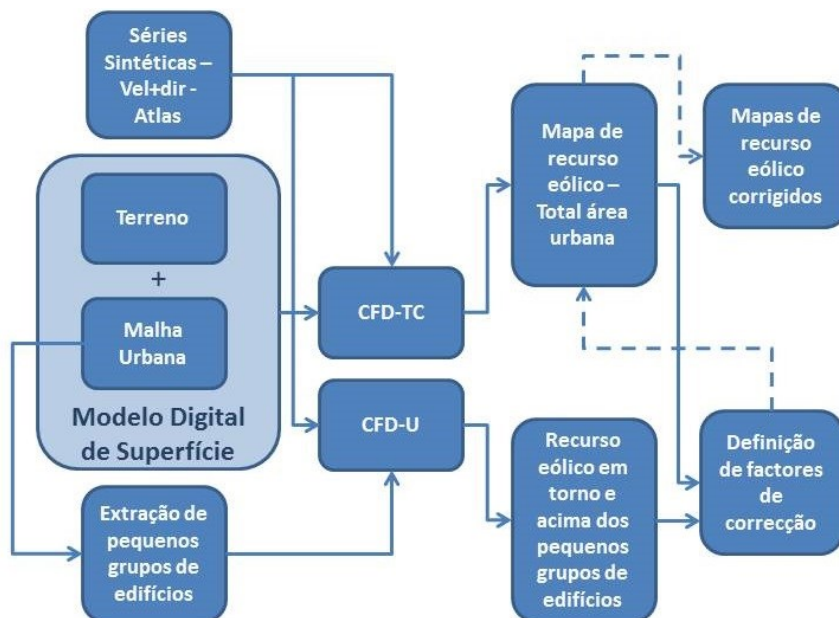 Séries
Sintéticas –
Vel+dir -
Atlas
Terreno
+
Malha
Urbana
Modelo Digital
de Superfície
Extração de
pequenos
grupos de
edifícios
CFD-TC
CFD-U
Mapa de
recurso
eólico –
Total área
urbana
Recurso
eólico em
torno e
acima dos
pequenos
grupos de
edifícios
Mapas de
recurso
eólico
corrigidos
Definição
de factores
de
correcção